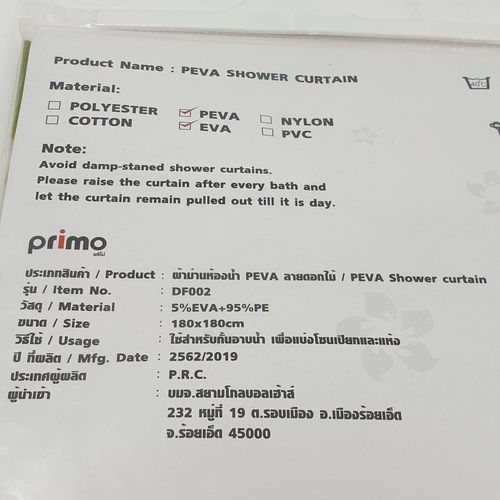 Product Name : PEVA SHOWER CURTAIN
Material:
POLYESTER PEVA NYLON
COTTON EVA PVC
40°C
Note:
Avoid damp-staned shower curtains.
Please raise the curtain after every bath and
let the curtain remain pulled out till it is day.
primo
พรีโม่
ประเภทสินค้า / Product : ผ้าม่านห้องน้ำ PEVA ลายดอกไม้ / PEVA Shower curtain
รุ่น / Item No. : DF002
วัสดุ / Material : 5%EVA+95%PE
ขนาด / Size : 180x180cm
วิธีใช้ / Usage : ใช้สำหรับกั้นอาบน้ำ เพื่อแบ่งโซนเปียกและแห้ง
ปี ที่ผลิต / Mfg. Date : 2562/2019
ประเทศผู้ผลิต : P.R.C.
ผู้นำเข้า : บมจ.สยามโกลบอลเฮ้าส์
232 หมู่ที่ 19 ต.รอบเมือง อ.เมืองร้อยเอ็ด
จ.ร้อยเอ็ด 45000